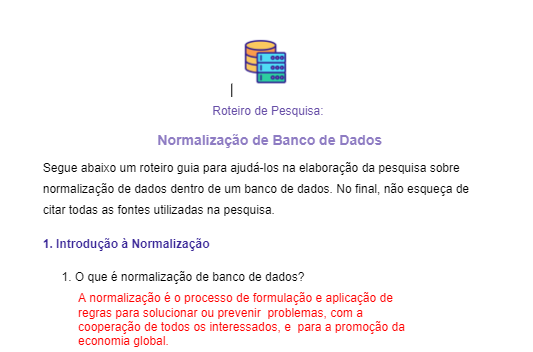 Roteiro de Pesquisa:
Normalização de Banco de Dados
Segue abaixo um roteiro guia para ajudá-los na elaboração da pesquisa sobre
normalização de dados dentro de um banco de dados. No final, não esqueça de
citar todas as fontes utilizadas na pesquisa.
1. Introdução à Normalização
1. O que é normalização de banco de dados?
A normalização é o processo de formulação e aplicação de
regras para solucionar ou prevenir  problemas, com a
cooperação de todos os interessados, e  para a promoção da
economia global.